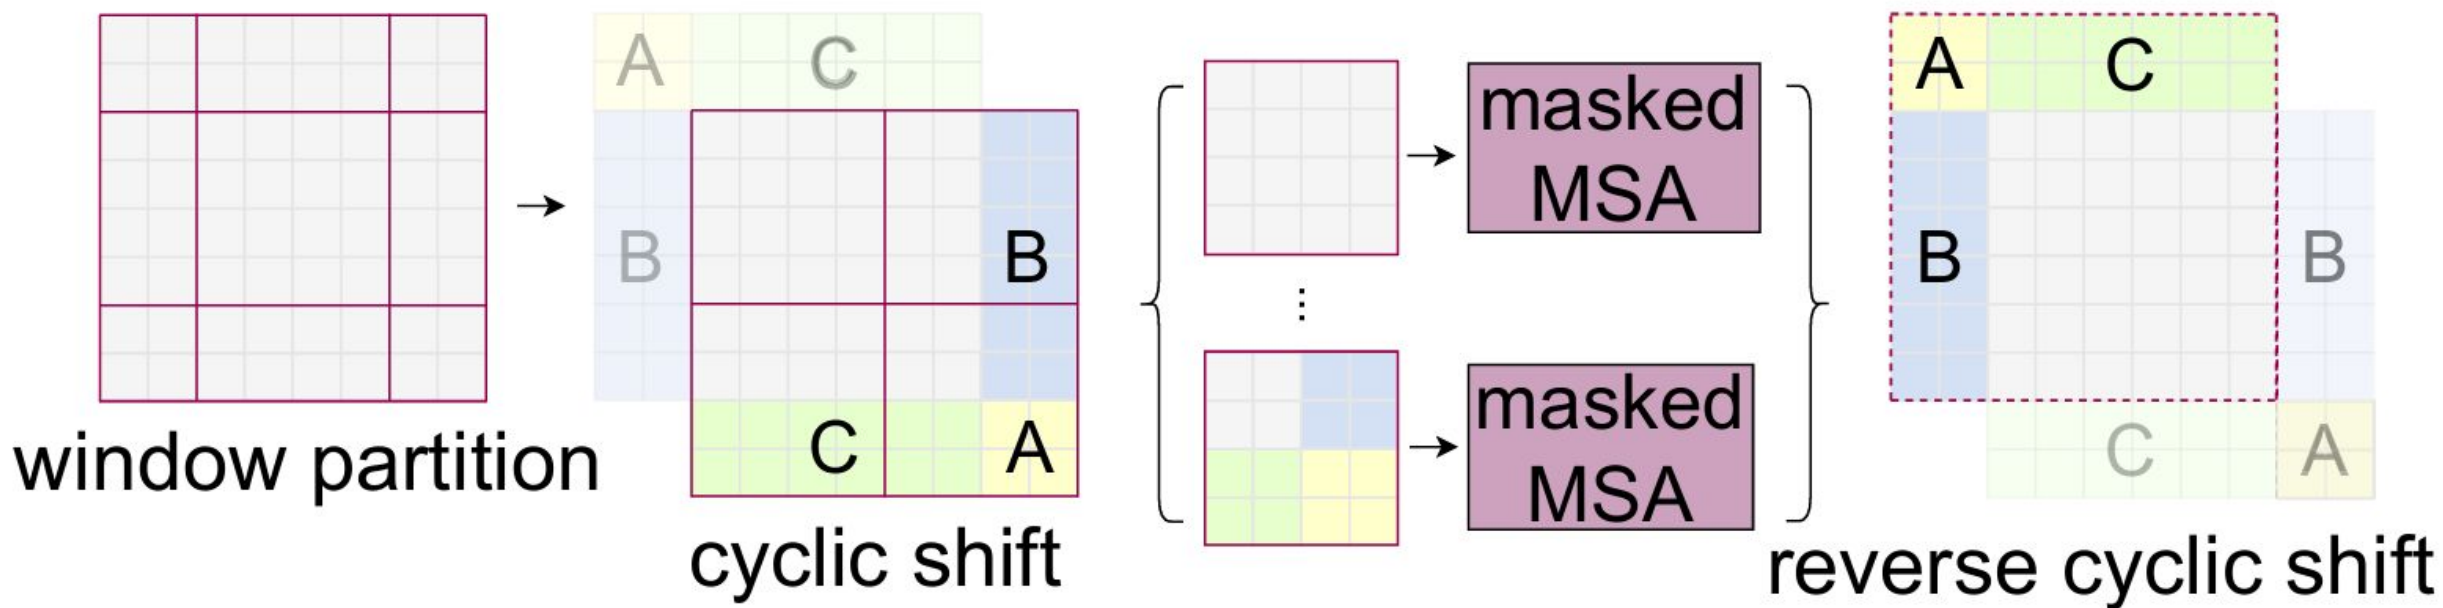 A C
B
B
C A
window partition
cyclic shift
masked
MSA
masked
MSA
A C
B B
C A
reverse cyclic shift